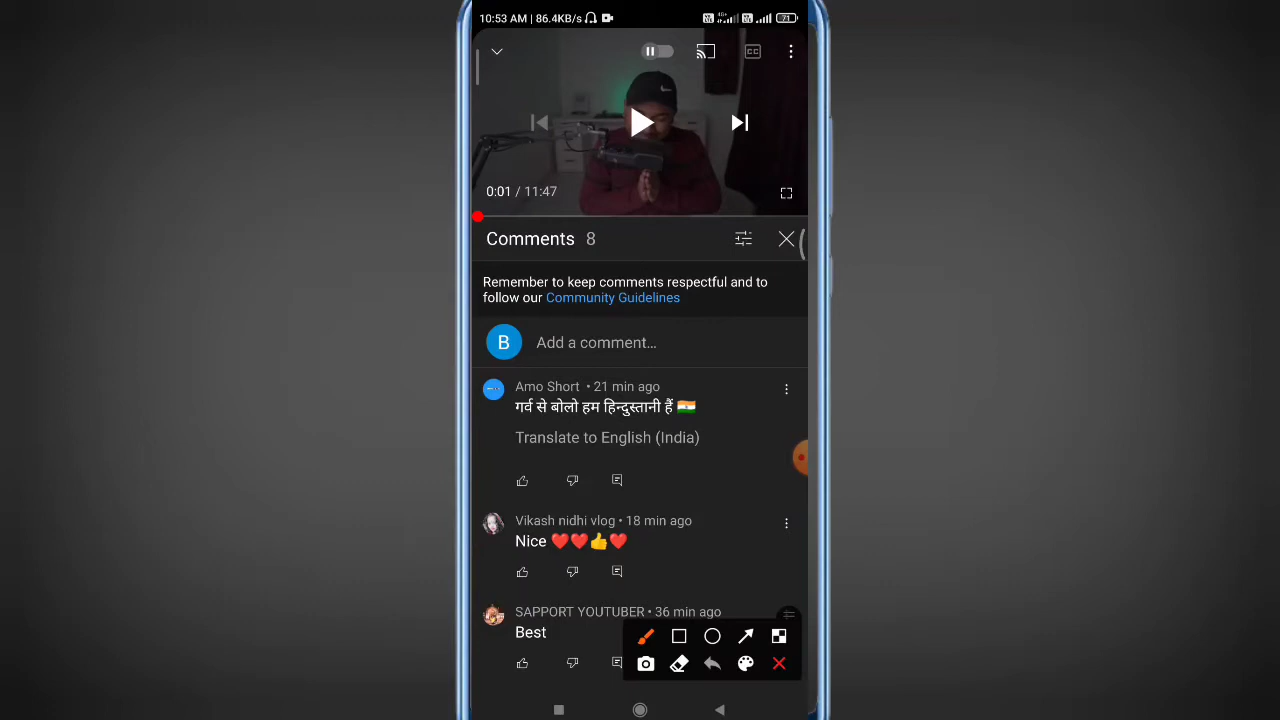 10:53 AM | 86.4KB/s 71
CC
0:01 / 11:47
Comments 8
Remember to keep comments respectful and to
follow our Community Guidelines
B Add a comment...
Amo Short • 21 min ago
गर्व से बोलो हम हिन्दुस्तानी हैं 🇮🇳
Translate to English (India)
Vikash nidhi vlog • 18 min ago
Nice ❤️❤️👍❤️
SAPPORT YOUTUBER • 36 min ago
Best